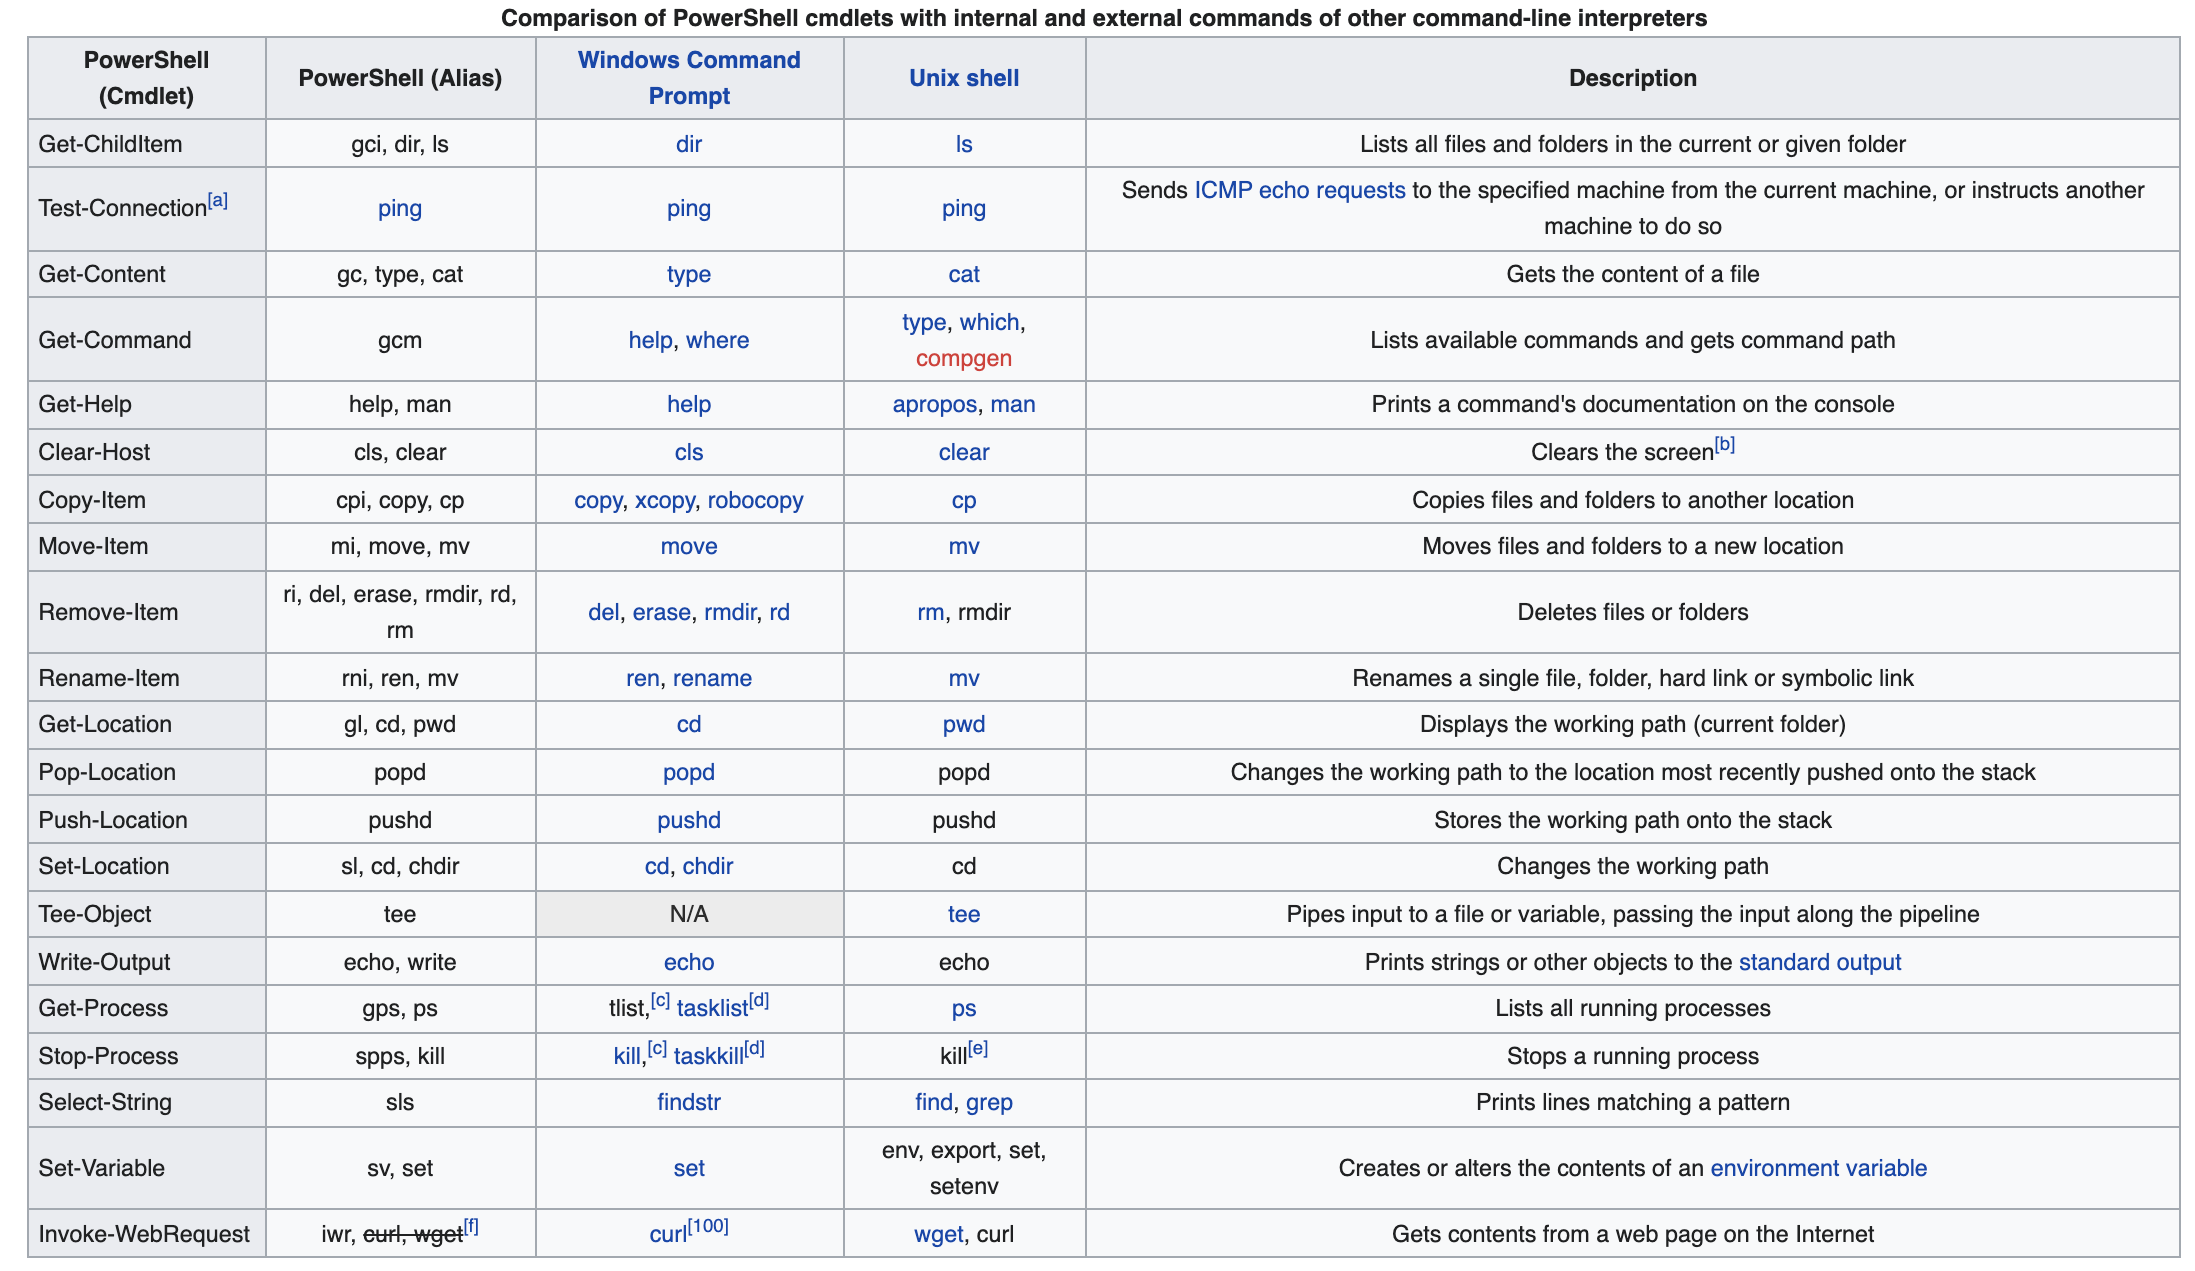 Comparison of PowerShell cmdlets with internal and external commands of other command-line interpreters
PowerShell (Cmdlet) PowerShell (Alias) Windows Command Prompt Unix shell Description
Get-ChildItem gci, dir, ls dir ls Lists all files and folders in the current or given folder
Test-Connection[a] ping ping ping Sends ICMP echo requests to the specified machine from the current machine, or instructs another machine to do so
Get-Content gc, type, cat type cat Gets the content of a file
Get-Command gcm help, where type, which, compgen Lists available commands and gets command path
Get-Help help, man help apropos, man Prints a command's documentation on the console
Clear-Host cls, clear cls clear Clears the screen[b]
Copy-Item cpi, copy, cp copy, xcopy, robocopy cp Copies files and folders to another location
Move-Item mi, move, mv move mv Moves files and folders to a new location
Remove-Item ri, del, erase, rmdir, rd, rm del, erase, rmdir, rd rm, rmdir Deletes files or folders
Rename-Item rni, ren, mv ren, rename mv Renames a single file, folder, hard link or symbolic link
Get-Location gl, cd, pwd cd pwd Displays the working path (current folder)
Pop-Location popd popd popd Changes the working path to the location most recently pushed onto the stack
Push-Location pushd pushd pushd Stores the working path onto the stack
Set-Location sl, cd, chdir cd, chdir cd Changes the working path
Tee-Object tee N/A tee Pipes input to a file or variable, passing the input along the pipeline
Write-Output echo, write echo echo Prints strings or other objects to the standard output
Get-Process gps, ps tlist,[c] tasklist[d] ps Lists all running processes
Stop-Process spps, kill kill,[c] taskkill[d] kill[e] Stops a running process
Select-String sls findstr find, grep Prints lines matching a pattern
Set-Variable sv, set set env, export, set, setenv Creates or alters the contents of an environment variable
Invoke-WebRequest iwr, curl, wget[f] curl[100] wget, curl Gets contents from a web page on the Internet